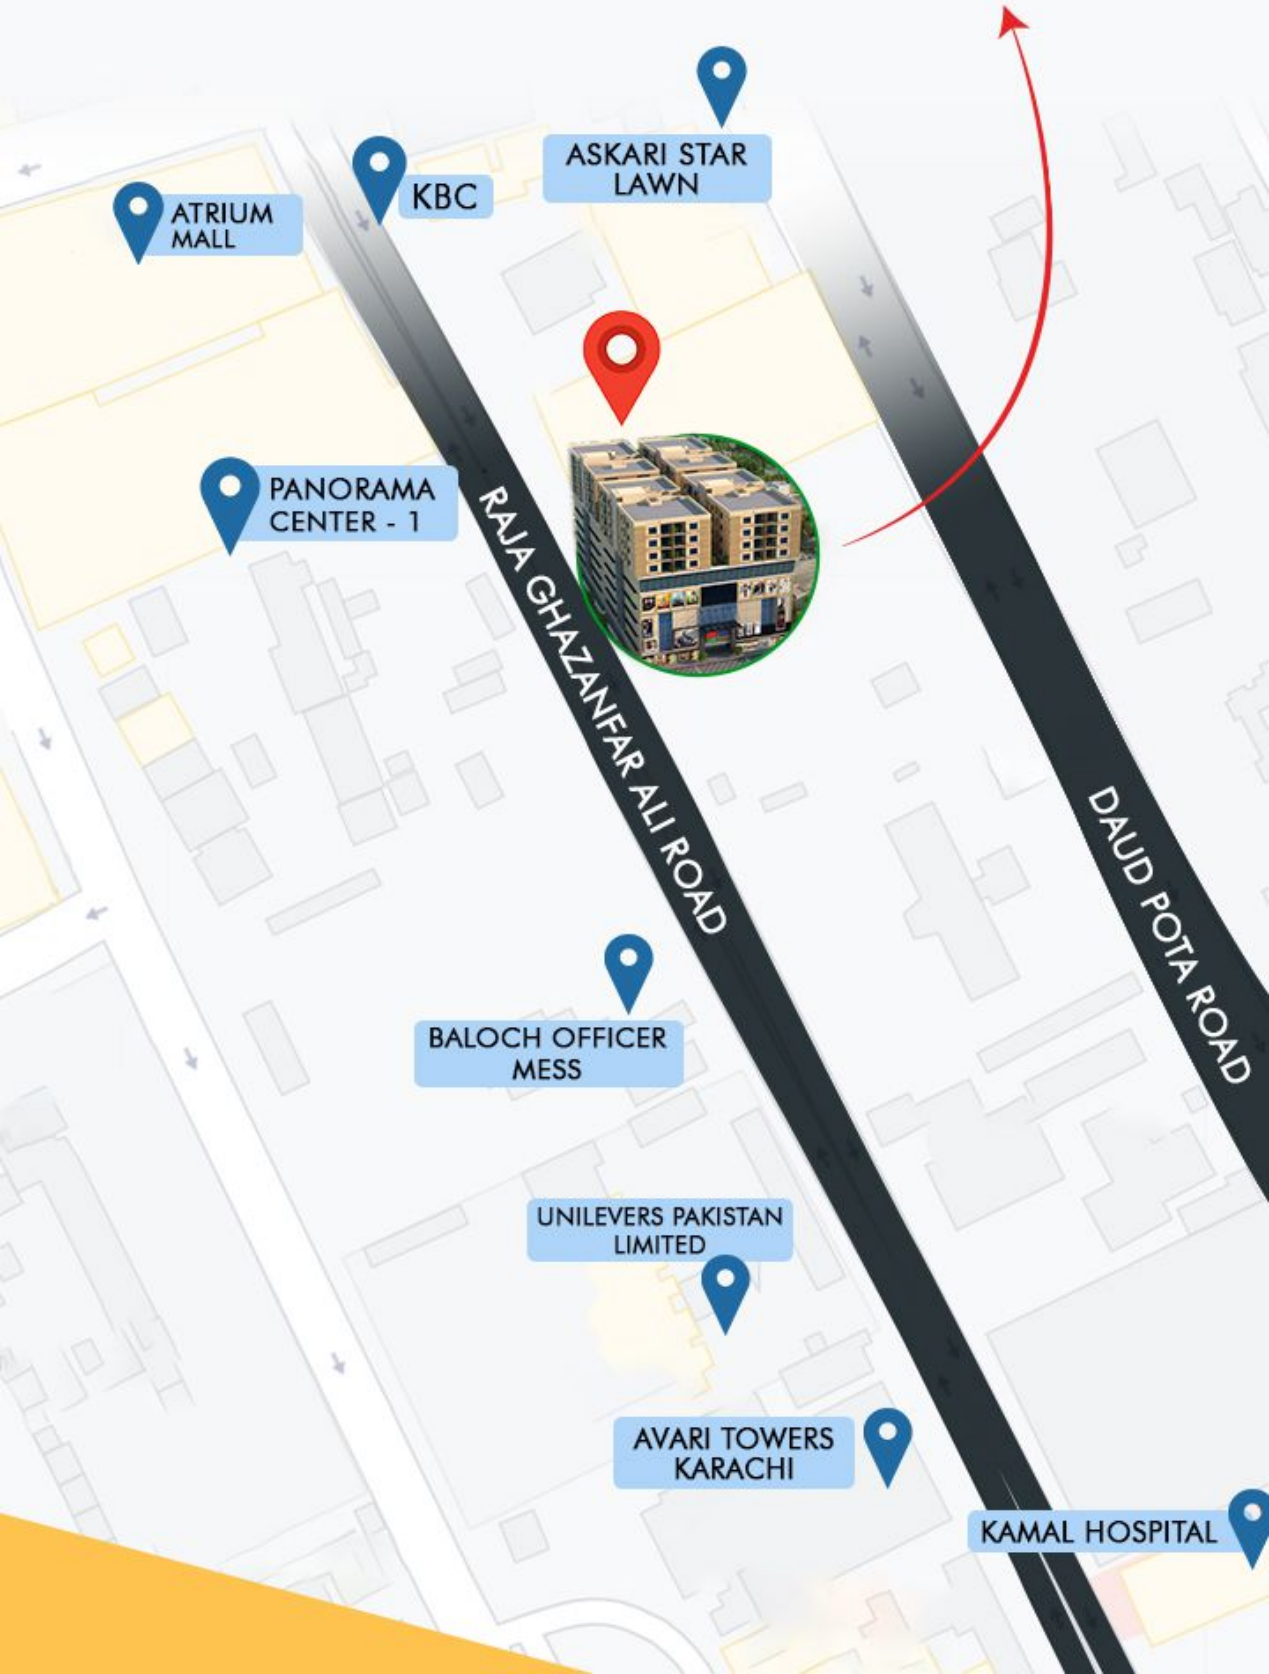 ASKARI STAR
LAWN
KBC
ATRIUM
MALL
PANORAMA
CENTER - 1
RAJA GHAZANFAR ALI ROAD
DAUD POTA ROAD
BALOCH OFFICER
MESS
UNILEVERS PAKISTAN
LIMITED
AVARI TOWERS
KARACHI
KAMAL HOSPITAL